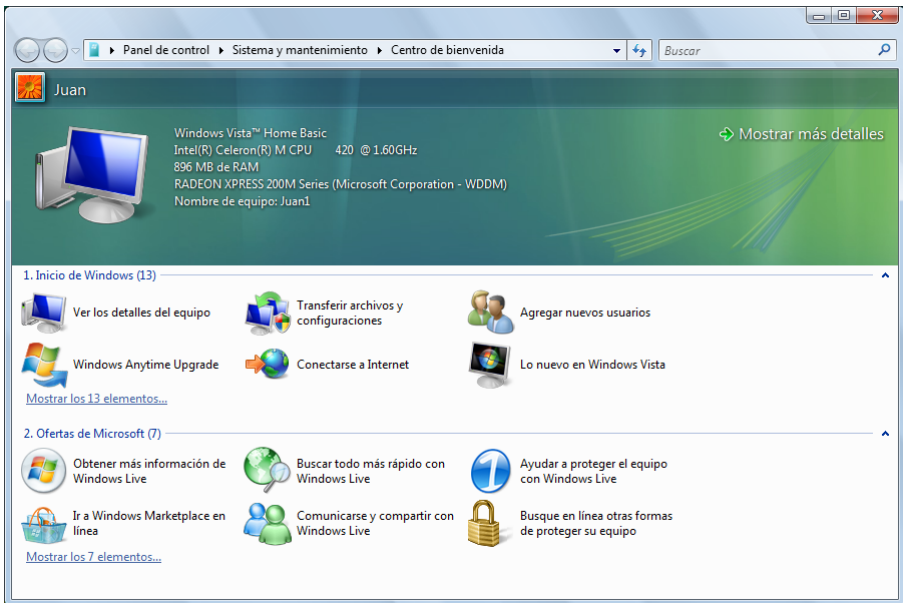 Panel de control ▸ Sistema y mantenimiento ▸ Centro de bienvenida
Buscar
Juan
Windows Vista™ Home Basic
Intel(R) Celeron(R) M CPU 420 @ 1.60GHz
896 MB de RAM
RADEON XPRESS 200M Series (Microsoft Corporation - WDDM)
Nombre de equipo: Juan1
Mostrar más detalles
1. Inicio de Windows (13)
Ver los detalles del equipo
Transferir archivos y
configuraciones
Agregar nuevos usuarios
Windows Anytime Upgrade
Conectarse a Internet
Lo nuevo en Windows Vista
Mostrar los 13 elementos...
2. Ofertas de Microsoft (7)
Obtener más información de
Windows Live
Buscar todo más rápido con
Windows Live
Ayudar a proteger el equipo
con Windows Live
Ir a Windows Marketplace en
línea
Comunicarse y compartir con
Windows Live
Busque en línea otras formas
de proteger su equipo
Mostrar los 7 elementos...